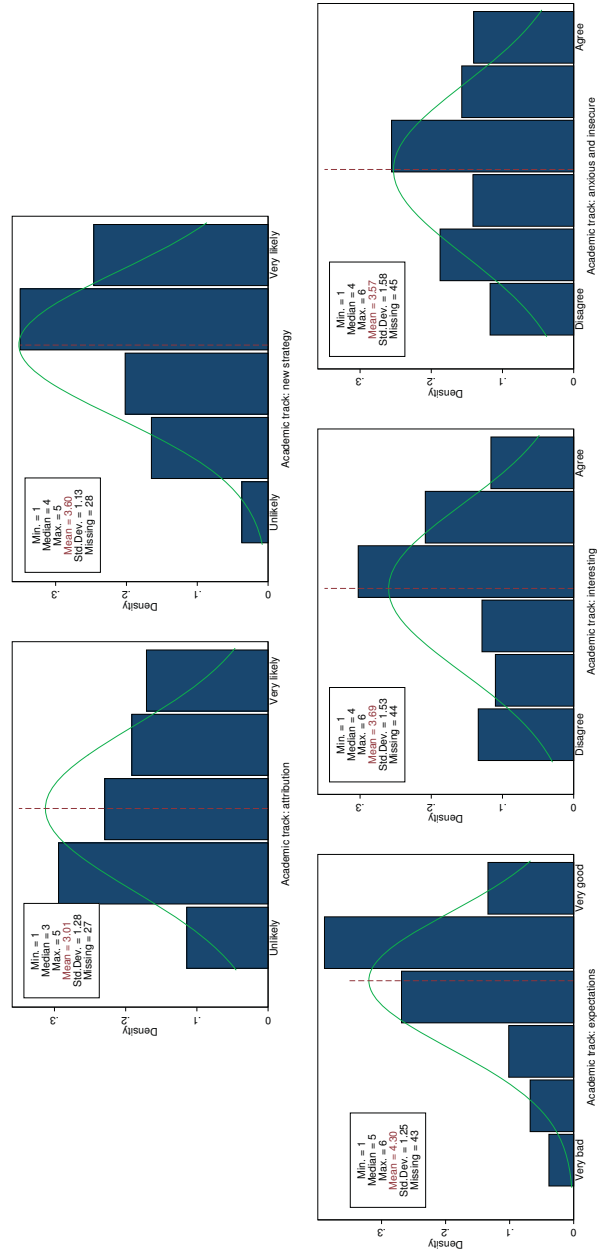 Min. = 1
Median = 3
Max. = 5
Mean = 3.01
Std.Dev. = 1.28
Missing = 27
Density
0
.1
.2
.3
Unlikely
Very likely
Academic track: attribution
Min. = 1
Median = 4
Max. = 5
Mean = 3.60
Std.Dev. = 1.13
Missing = 28
Density
0
.1
.2
.3
Unlikely
Very likely
Academic track: new strategy
Min. = 1
Median = 5
Max. = 6
Mean = 4.30
Std.Dev. = 1.25
Missing = 43
Density
0
.1
.2
.3
Very bad
Very good
Academic track: expectations
Min. = 1
Median = 4
Max. = 6
Mean = 3.69
Std.Dev. = 1.53
Missing = 44
Density
0
.1
.2
.3
Disagree
Agree
Academic track: interesting
Min. = 1
Median = 4
Max. = 6
Mean = 3.57
Std.Dev. = 1.58
Missing = 45
Density
0
.1
.2
.3
Disagree
Agree
Academic track: anxious and insecure